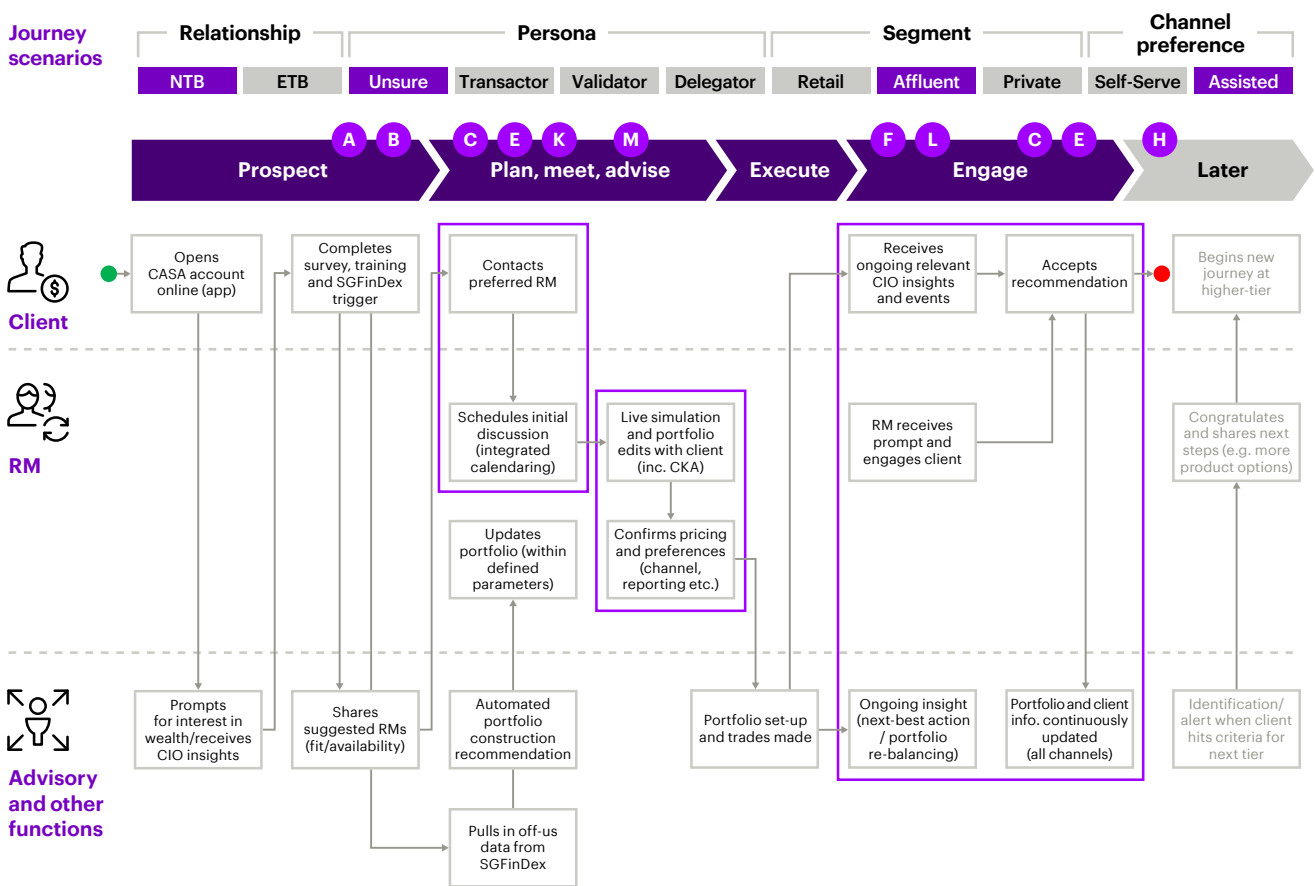 Journey
scenarios
Relationship
Persona
Segment
Channel
preference
NTB
ETB
Unsure
Transactor
Validator
Delegator
Retail
Affluent
Private
Self-Serve
Assisted
A
B
C
E
K
M
F
L
C
E
H
Prospect
Plan, meet, advise
Execute
Engage
Later
Client
Opens
CASA account
online (app)
Completes
survey, training
and SGFinDex
trigger
Contacts
preferred RM
Receives
ongoing relevant
CIO insights
and events
Accepts
recommendation
Begins new
journey at
higher-tier
RM
Schedules initial
discussion
(integrated
calendaring)
Live simulation
and portfolio
edits with client
(inc. CKA)
RM receives
prompt and
engages client
Congratulates
and shares next
steps (e.g. more
product options)
Updates
portfolio (within
defined
parameters)
Confirms pricing
and preferences
(channel,
reporting etc.)
Advisory
and other
functions
Prompts
for interest in
wealth/receives
CIO insights
Shares
suggested RMs
(fit/availability)
Automated
portfolio
construction
recommendation
Portfolio set-up
and trades made
Ongoing insight
(next-best action
/ portfolio
re-balancing)
Portfolio and client
info. continuously
updated
(all channels)
Identification/
alert when client
hits criteria for
next tier
Pulls in off-us
data from
SGFinDex